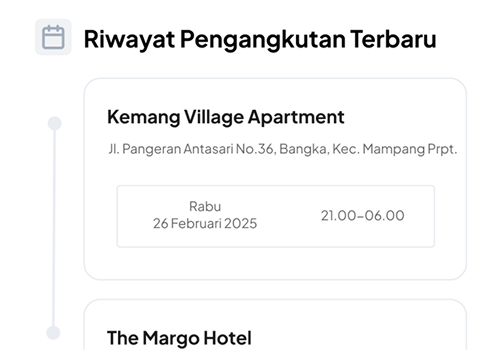 Riwayat Pengangkutan Terbaru
Kemang Village Apartment
Jl. Pangeran Antasari No.36, Bangka, Kec. Mampang Prpt.
Rabu
26 Februari 2025
21.00–06.00
The Margo Hotel